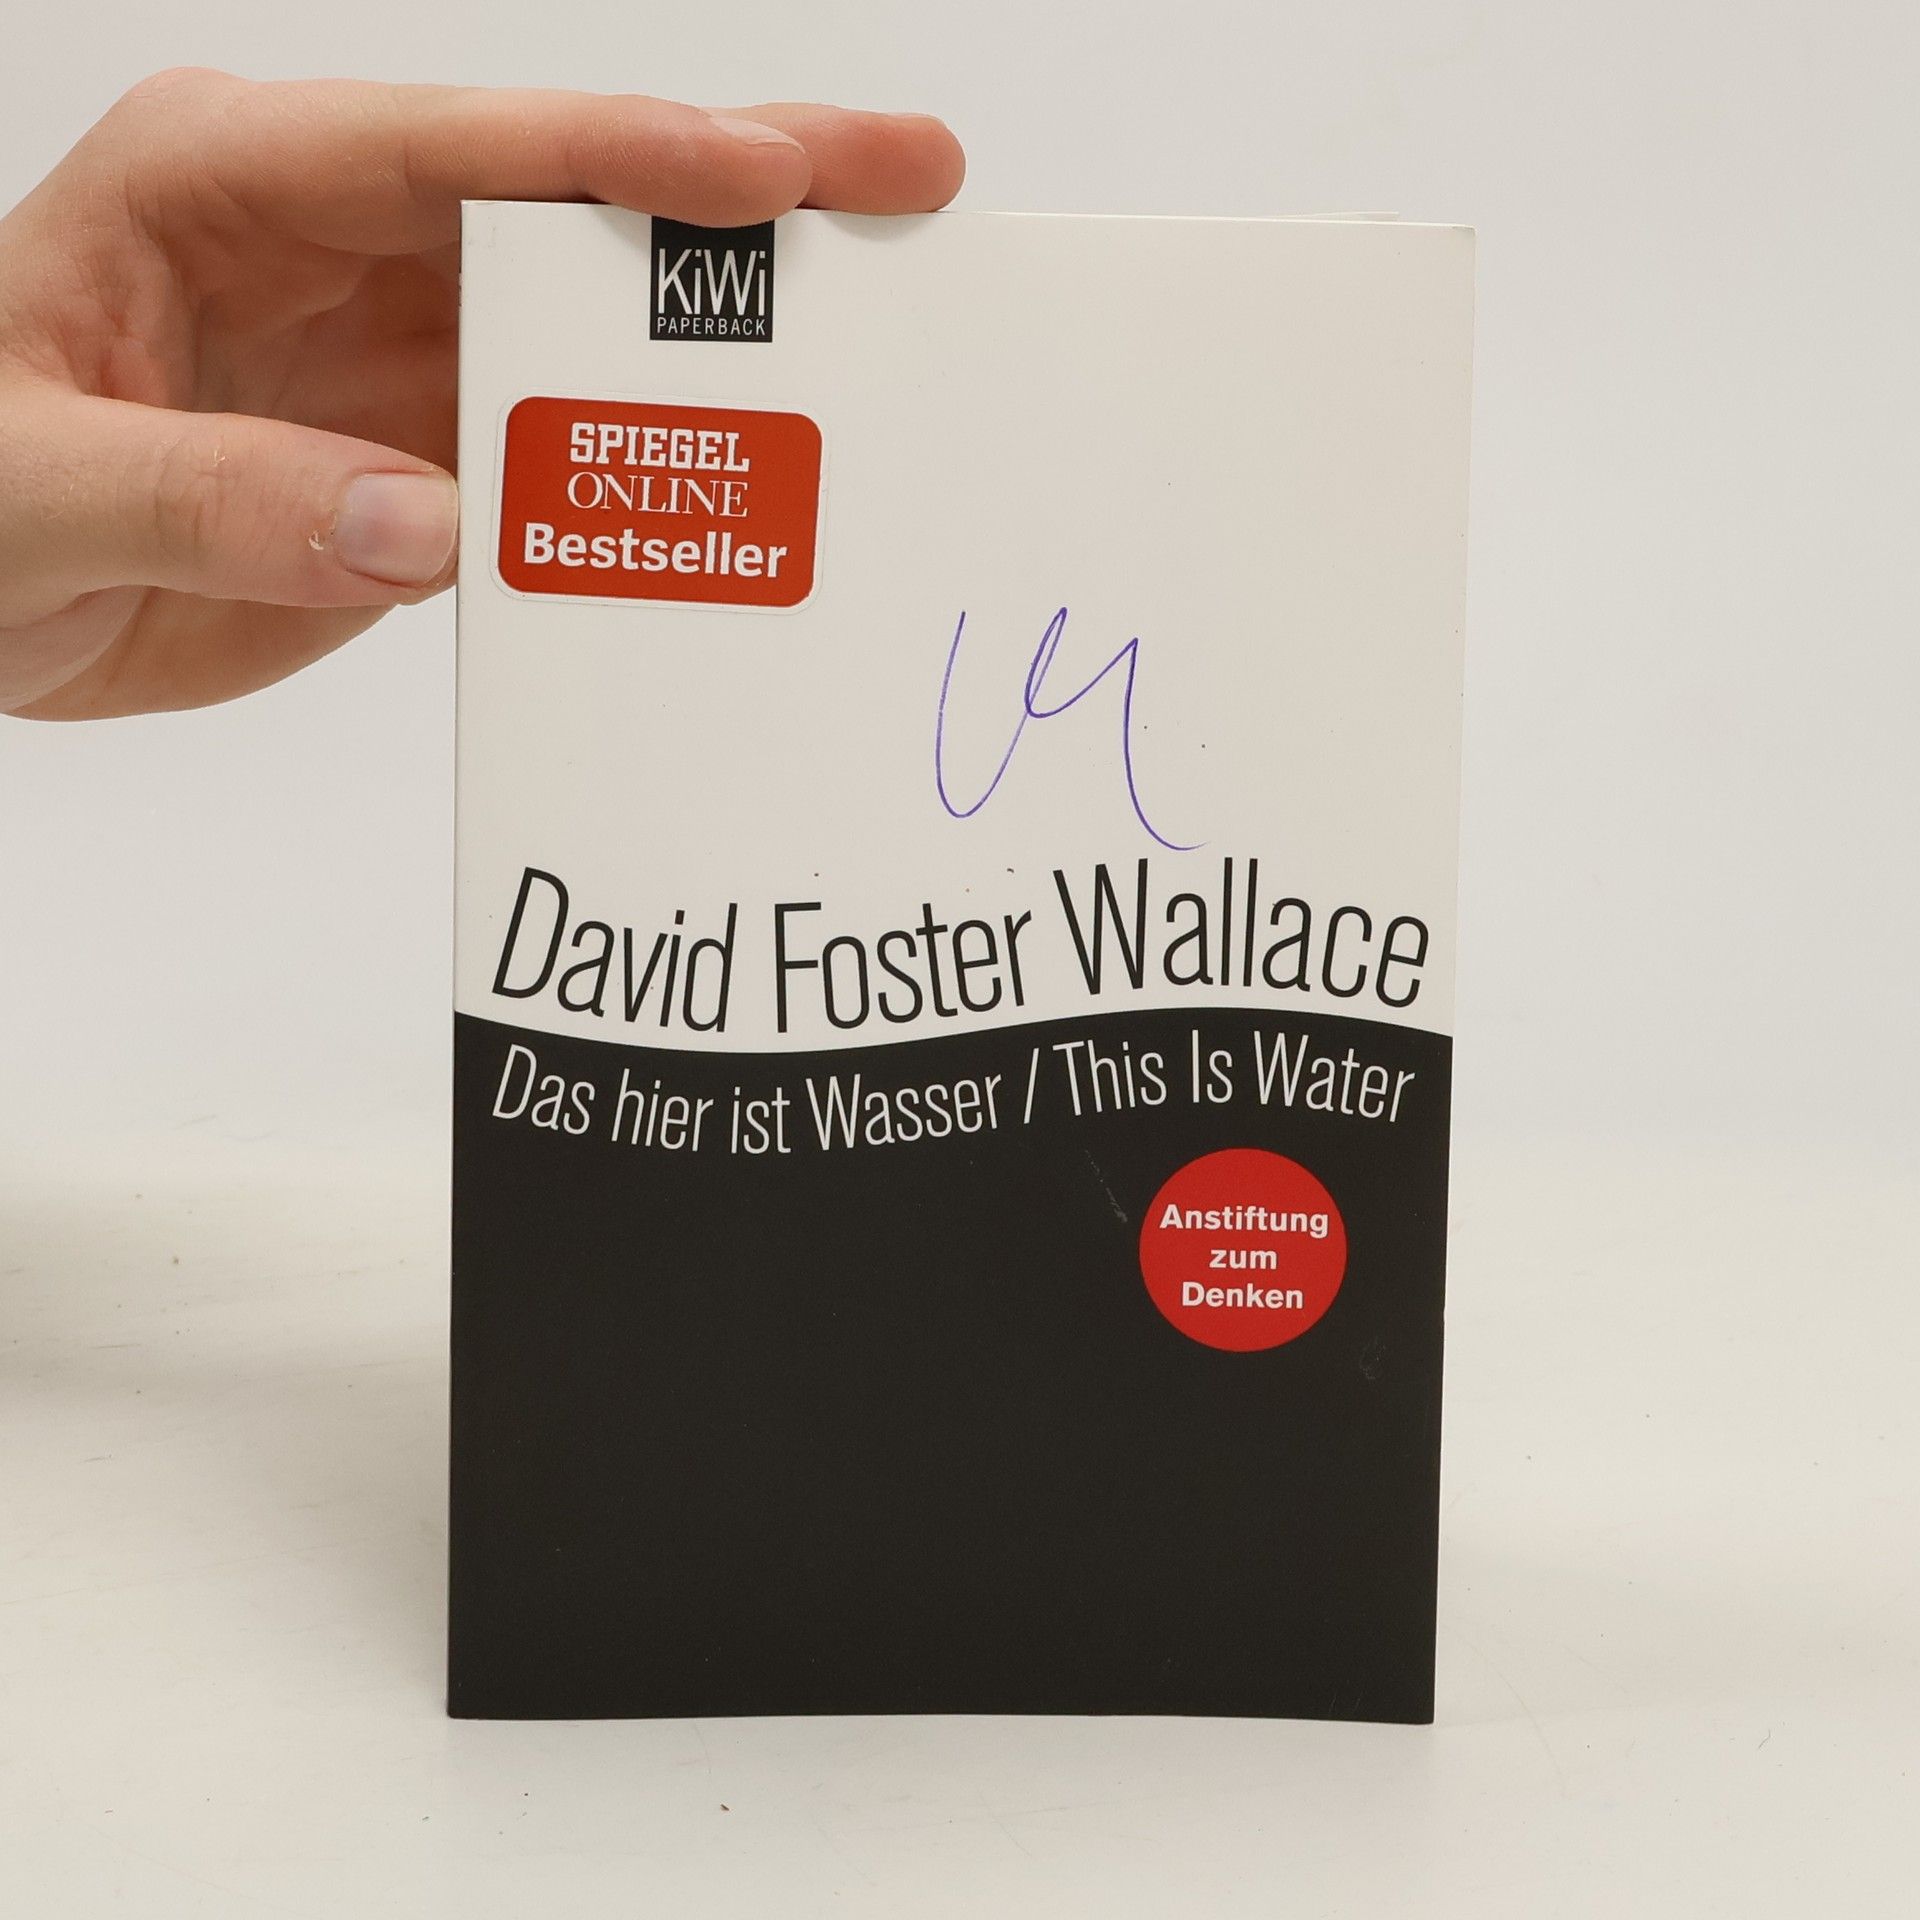 KiWi
PAPERBACK
SPIEGEL
ONLINE
Bestseller
David Foster Wallace
Das hier ist Wasser / This Is Water
Anstiftung
zum
Denken